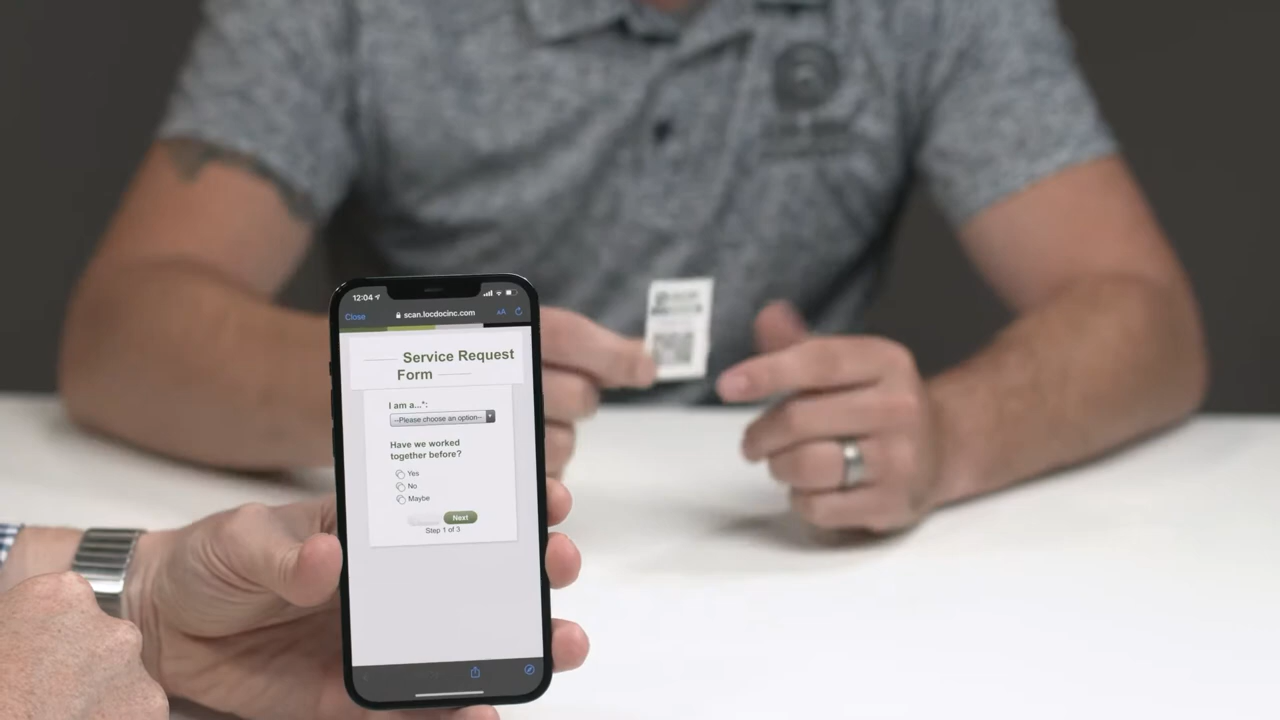 12:04
Close
scan.locdocinc.com
AA
Service Request
Form
I am a...*:
--Please choose an option--
Have we worked
together before?
Yes
No
Maybe
Next
Step 1 of 3